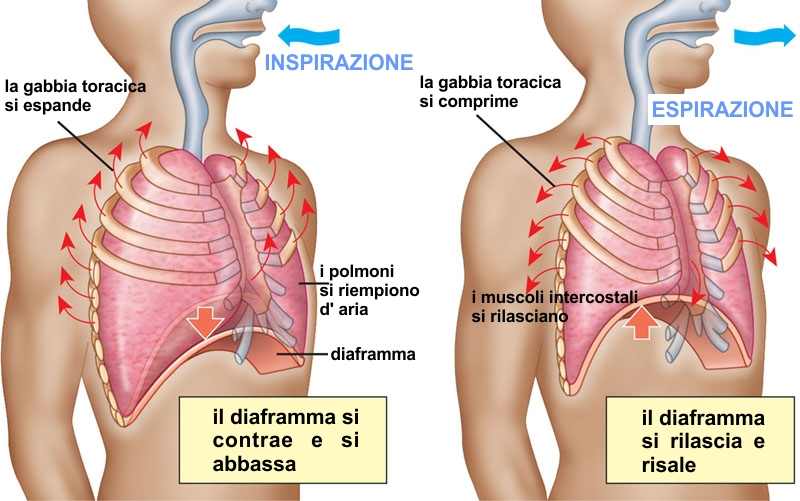 INSPIRAZIONE
la gabbia toracica
si espande
i polmoni
si riempiono
d' aria
diaframma
il diaframma si
contrae e si
abbassa
la gabbia toracica
si comprime
ESPIRAZIONE
i muscoli intercostali
si rilasciano
il diaframma
si rilascia e
risale